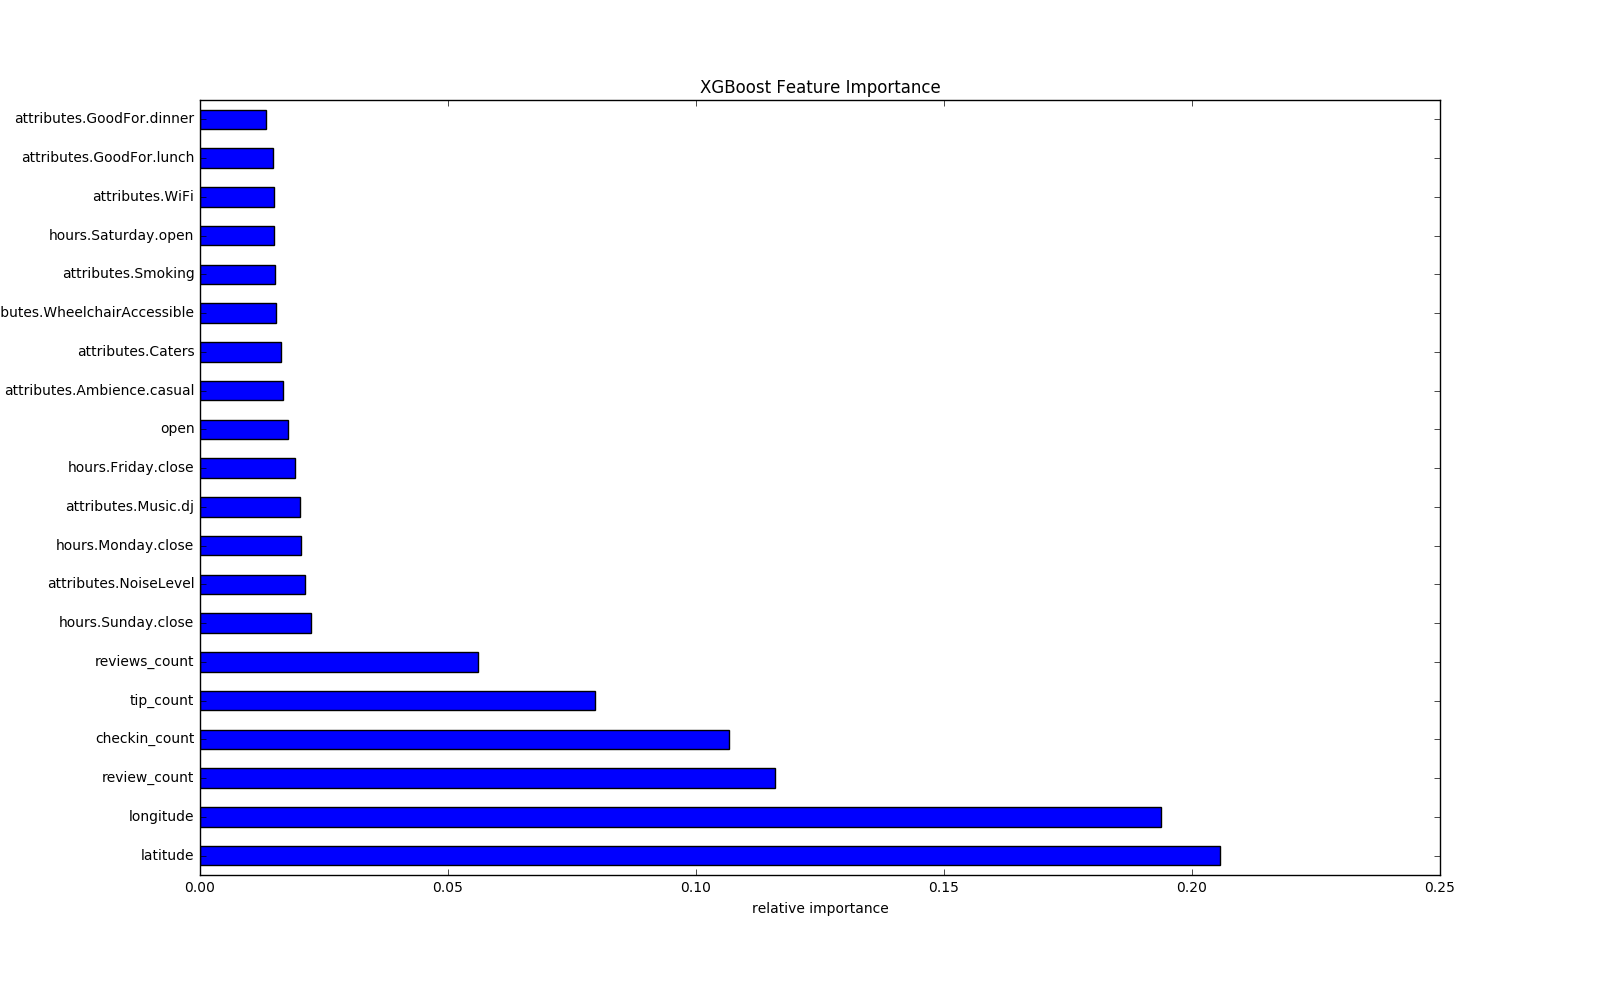 XGBoost Feature Importance
attributes.GoodFor.dinner
attributes.GoodFor.lunch
attributes.WiFi
hours.Saturday.open
attributes.Smoking
butes.WheelchairAccessible
attributes.Caters
attributes.Ambience.casual
open
hours.Friday.close
attributes.Music.dj
hours.Monday.close
attributes.NoiseLevel
hours.Sunday.close
reviews_count
tip_count
checkin_count
review_count
longitude
latitude
0.00 0.05 0.10 0.15 0.20 0.25
relative importance